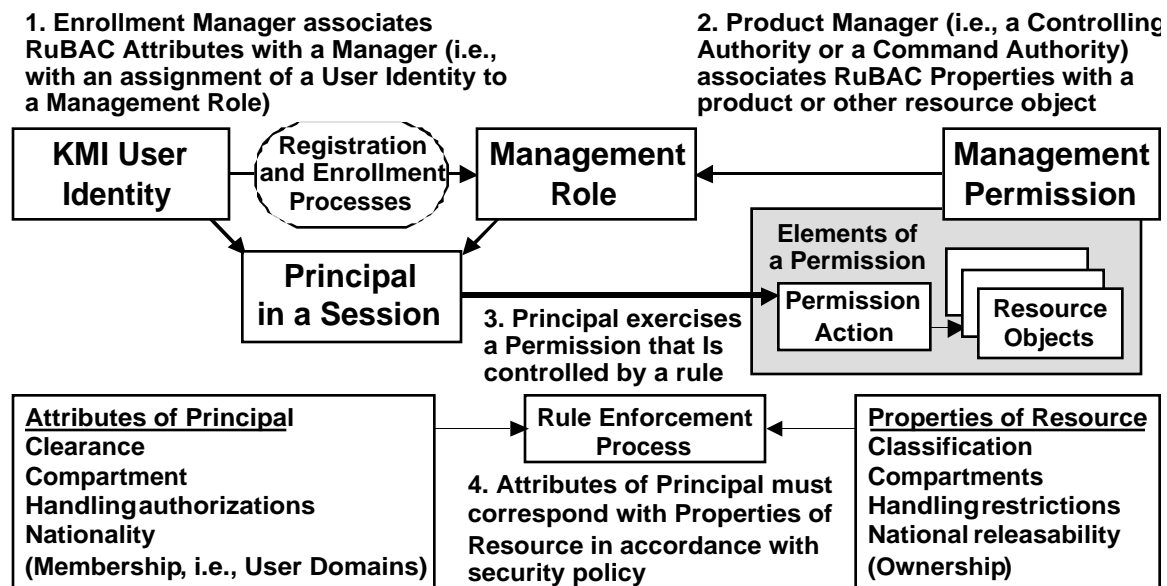 1. Enrollment Manager associates
RuBAC Attributes with a Manager (i.e.,
with an assignment of a User Identity to
a Management Role)
2. Product Manager (i.e., a Controlling
Authority or a Command Authority)
associates RuBAC Properties with a
product or other resource object
KMI User
Identity
Registration
and Enrollment
Processes
Management
Role
Management
Permission
Principal
in a Session
Elements of
a Permission
Permission
Action
Resource
Objects
3. Principal exercises
a Permission that Is
controlled by a rule
Attributes of Principal
Clearance
Compartment
Handling authorizations
Nationality
(Membership, i.e., User Domains)
Rule Enforcement
Process
4. Attributes of Principal must
correspond with Properties of
Resource in accordance with
security policy
Properties of Resource
Classification
Compartments
Handling restrictions
National releasability
(Ownership)